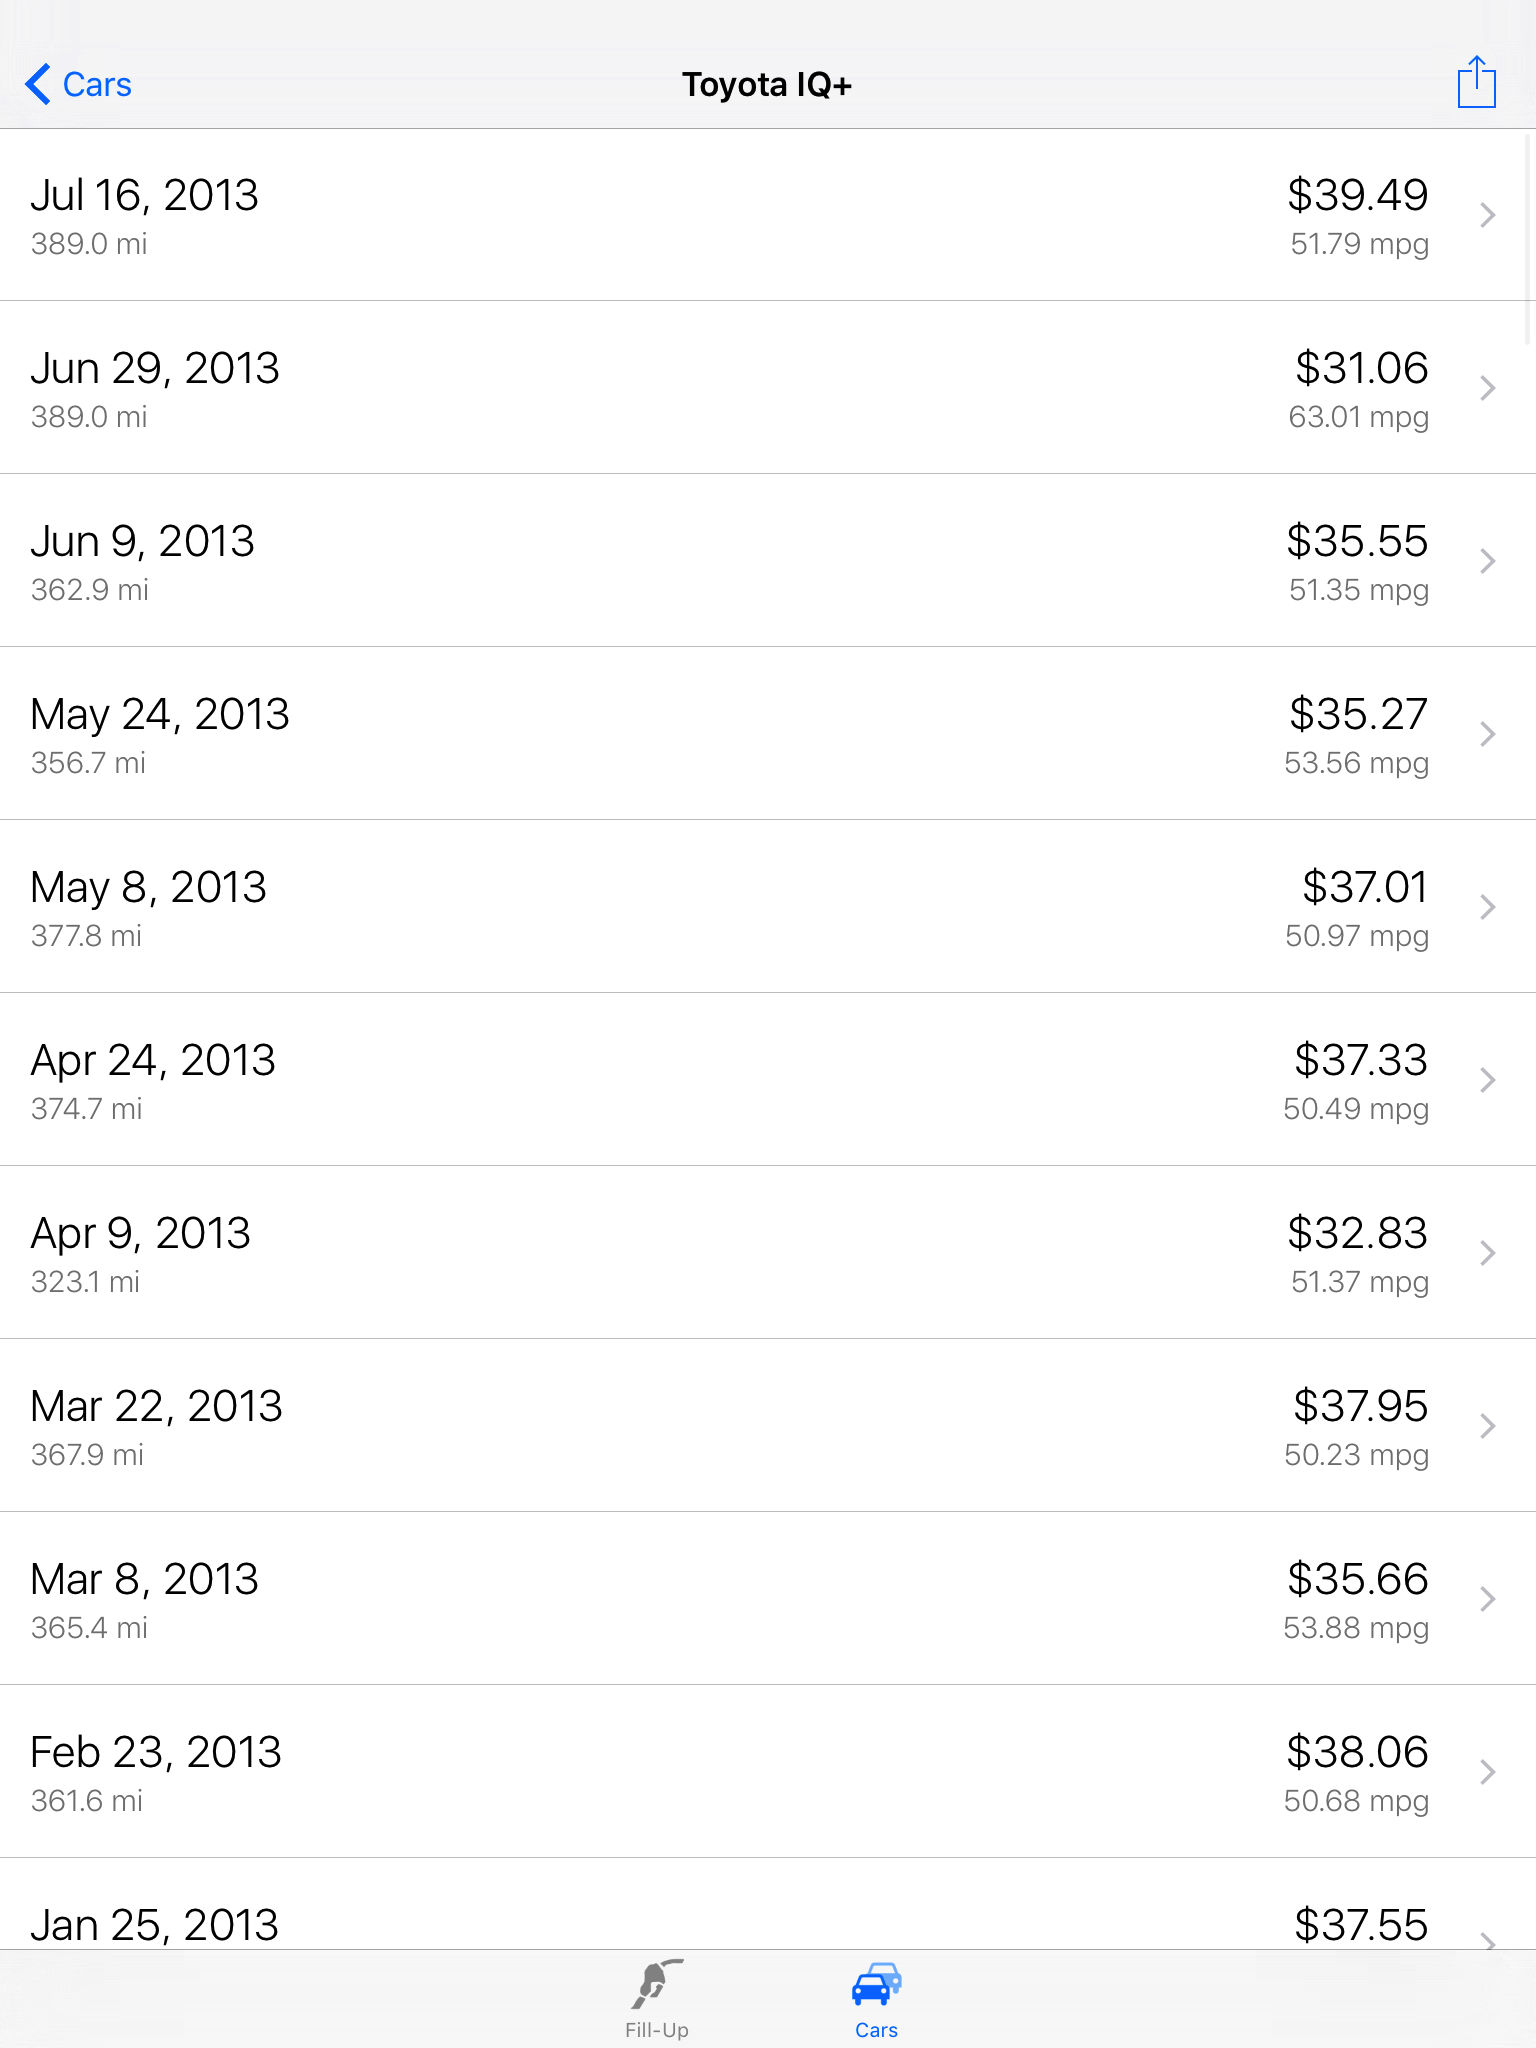 Cars
Toyota IQ+
Jul 16, 2013
$39.49
389.0 mi
51.79 mpg
Jun 29, 2013
$31.06
389.0 mi
63.01 mpg
Jun 9, 2013
$35.55
362.9 mi
51.35 mpg
May 24, 2013
$35.27
356.7 mi
53.56 mpg
May 8, 2013
$37.01
377.8 mi
50.97 mpg
Apr 24, 2013
$37.33
374.7 mi
50.49 mpg
Apr 9, 2013
$32.83
323.1 mi
51.37 mpg
Mar 22, 2013
$37.95
367.9 mi
50.23 mpg
Mar 8, 2013
$35.66
365.4 mi
53.88 mpg
Feb 23, 2013
$38.06
361.6 mi
50.68 mpg
Jan 25, 2013
$37.55
Fill-Up
Cars